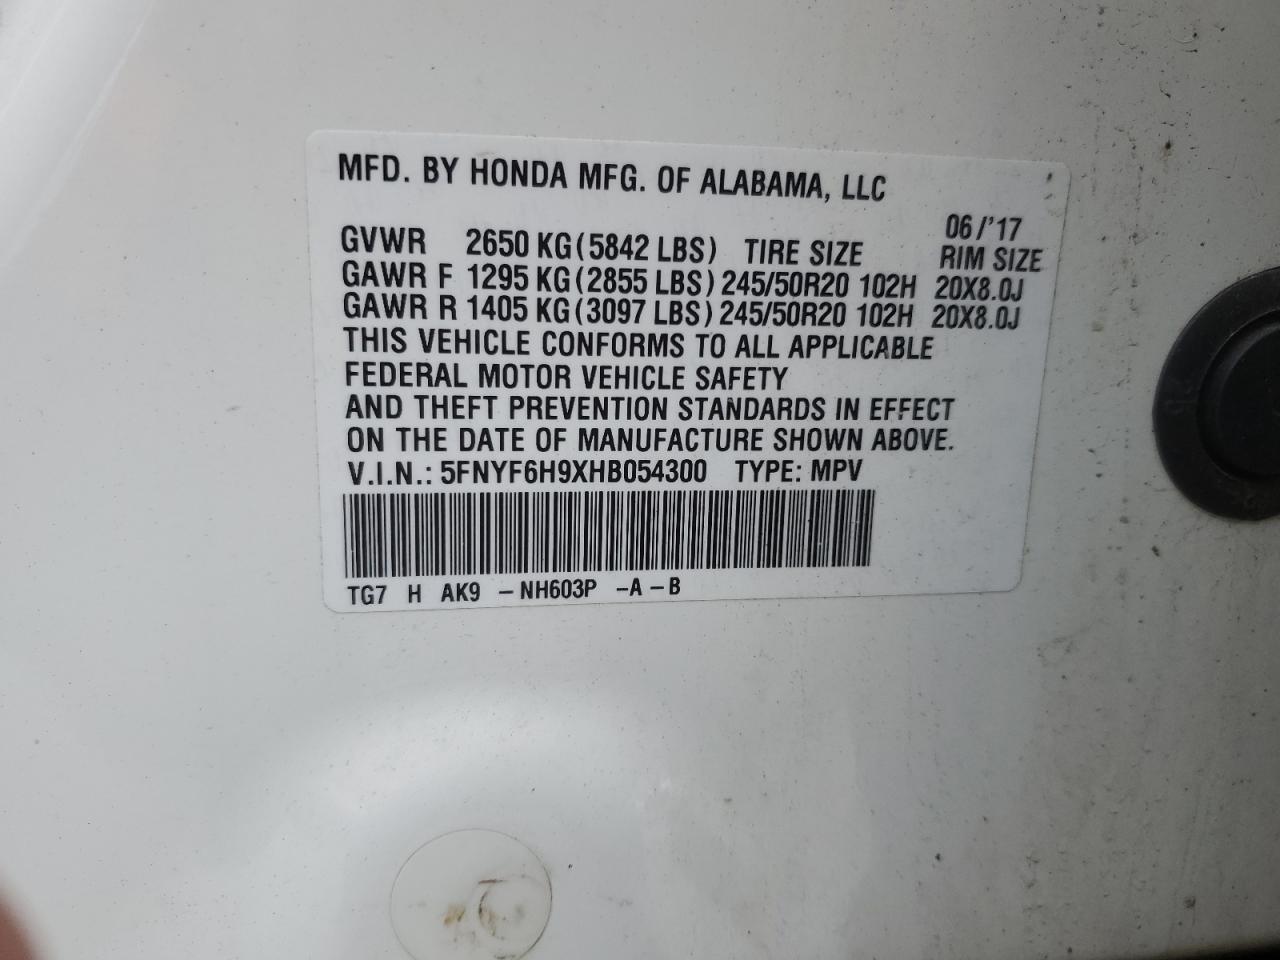 MFD. BY HONDA MFG. OF ALABAMA, LLC
06/'17
GVWR 2650 KG(5842 LBS) TIRE SIZE RIM SIZE
GAWR F 1295 KG(2855 LBS) 245/50R20 102H 20X8.0J
GAWR R 1405 KG(3097 LBS) 245/50R20 102H 20X8.0J
THIS VEHICLE CONFORMS TO ALL APPLICABLE
FEDERAL MOTOR VEHICLE SAFETY
AND THEFT PREVENTION STANDARDS IN EFFECT
ON THE DATE OF MANUFACTURE SHOWN ABOVE.
V.I.N.: 5FNYF6H9XHB054300 TYPE: MPV
TG7 H AK9 –NH603P –A–B